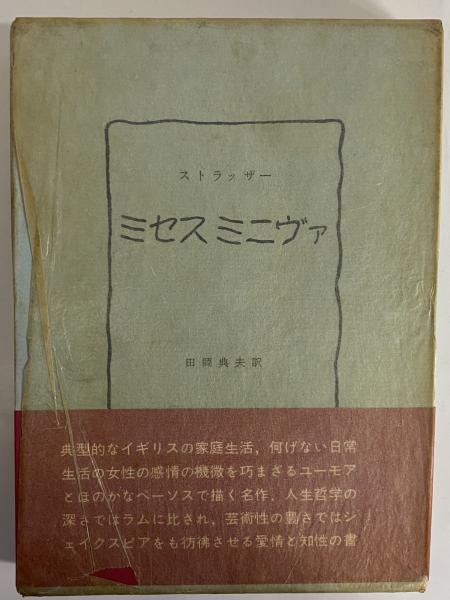 ストラッザー
ミセス ミニヴァ
田岡典夫訳
典型的なイギリスの家庭生活，何げない日常
生活の女性の感情の機微を巧まざるユーモア
とほのかなペーソスで描く名作．人生哲学の
深さではラムに比され，芸術性の豊さではシ
ェイクスピアをも彷彿させる愛情と知性の書